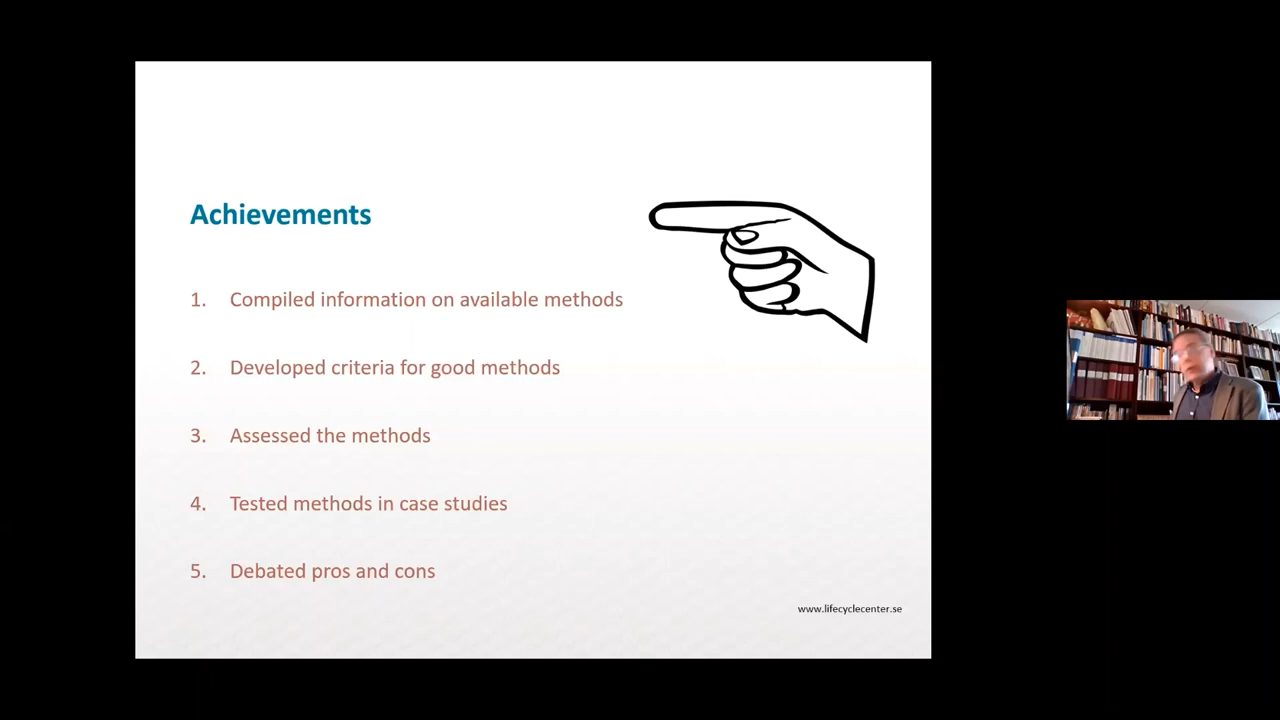 Achievements
1. Compiled information on available methods
2. Developed criteria for good methods
3. Assessed the methods
4. Tested methods in case studies
5. Debated pros and cons
www.lifecyclecenter.se